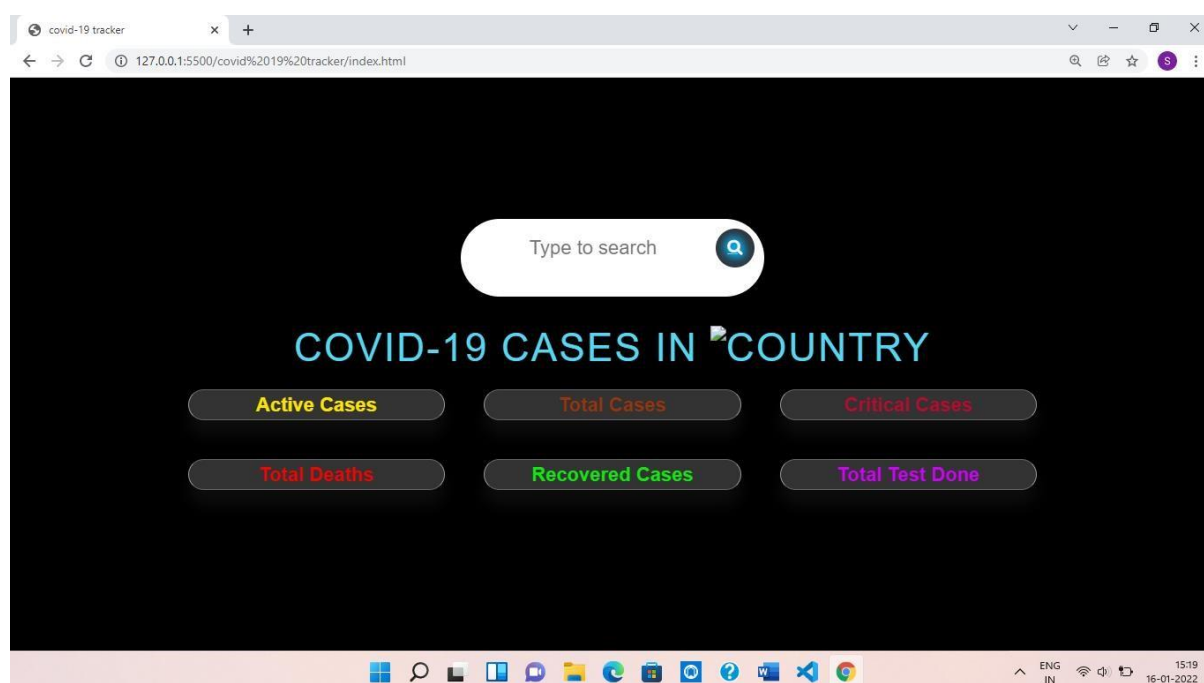 covid-19 tracker
127.0.0.1:5500/covid%2019%20tracker/index.html
S
Type to search
COVID-19 CASES IN COUNTRY
Active Cases
Total Cases
Critical Cases
Total Deaths
Recovered Cases
Total Test Done
ENG
IN
15:19
16-01-2022